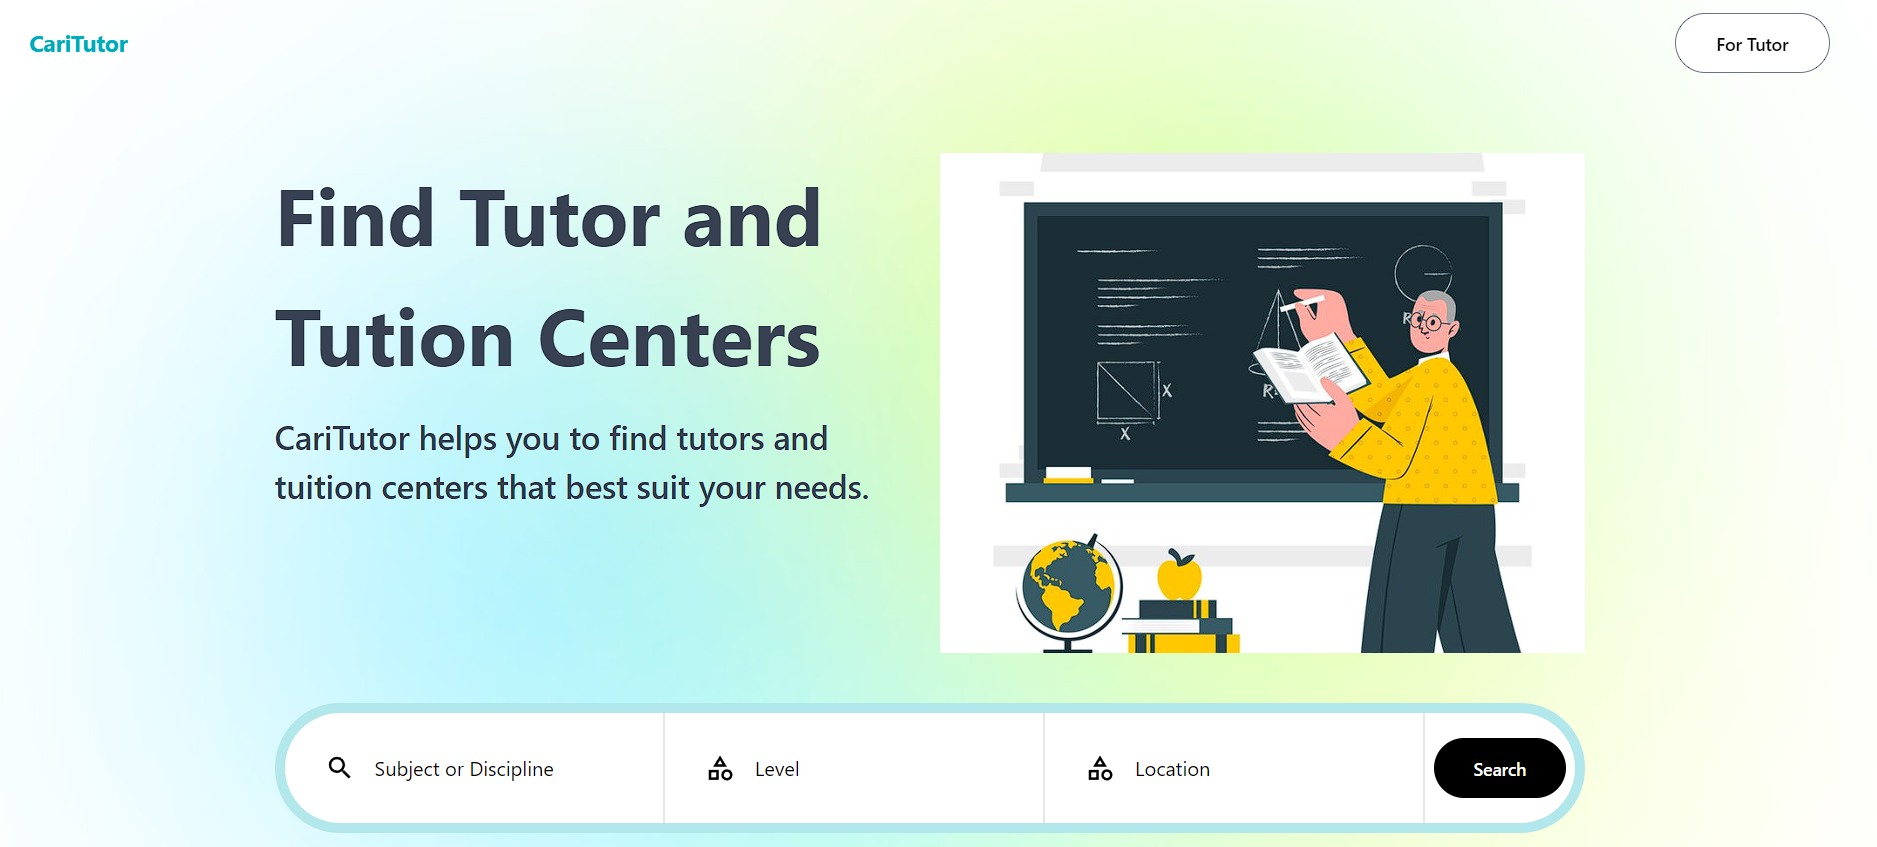 CariTutor
For Tutor
Find Tutor and
Tution Centers
CariTutor helps you to find tutors and
tuition centers that best suit your needs.
X
X
R
R
Subject or Discipline
Level
Location
Search